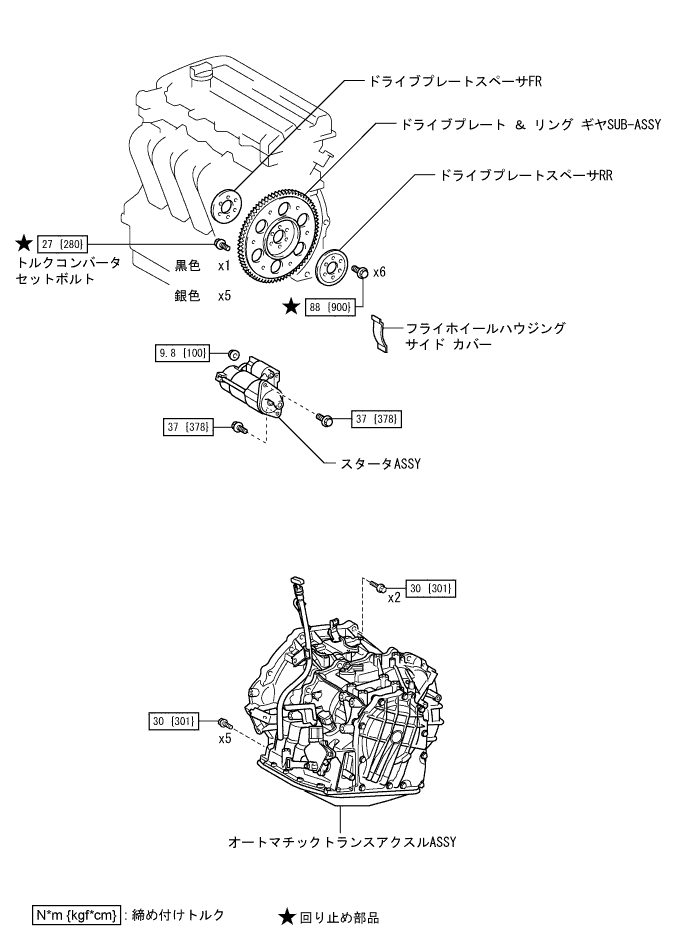 ドライブプレートスペーサFR
ドライブプレート & リング ギヤSUB-ASSY
ドライブプレートスペーサRR
★ 27 {280}
トルクコンバータ
セットボルト
黒色 x1
銀色 x5
x6
★ 88 {900}
フライホイールハウジング
サイド カバー
9.8 {100}
37 {378}
37 {378}
スタータASSY
30 {301}
x2
30 {301}
x5
オートマチックトランスアクスルASSY
N*m {kgf*cm} : 締め付けトルク ★ 回り止め部品